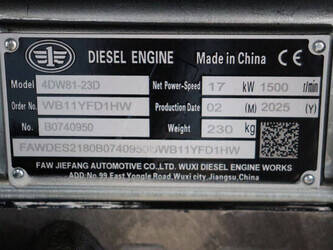 DIESEL ENGINE Made in China
Model 4DW81-23D Net Power-Speed 17 kW 1500 r/min
Order No. WB11YFD1HW Production Date 02 (M) 2025 (Y)
No. B0740950 Weight 230 kg
FAWDES2180B0740950UWB11YFD1HW
FAW JIEFANG AUTOMOTIVE CO.,LTD. WUXI DIESEL ENGINE WORKS
ADD:No.99 East Yongle Road,Wuxi city,Jiangsu,China